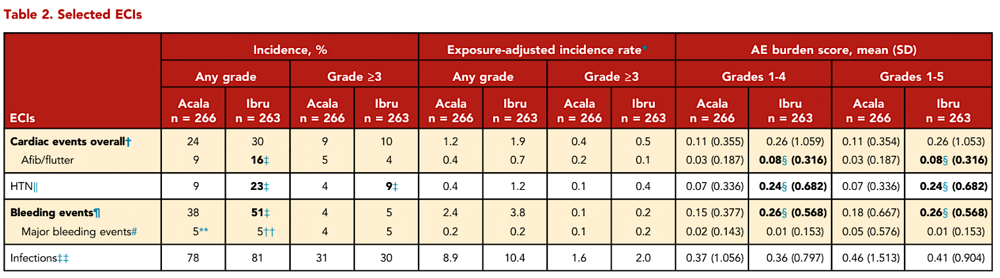 Table 2. Selected ECIs
Incidence, % Exposure-adjusted incidence rate* AE burden score, mean (SD)
Any grade Grade ≥3 Any grade Grade ≥3 Grades 1-4 Grades 1-5
ECIs Acala n = 266 Ibru n = 263 Acala n = 266 Ibru n = 263 Acala n = 266 Ibru n = 263 Acala n = 266 Ibru n = 263 Acala n = 266 Ibru n = 263 Acala n = 266 Ibru n = 263
Cardiac events overall† 24 30 9 10 1.2 1.9 0.4 0.5 0.11 (0.355) 0.26 (1.059) 0.11 (0.354) 0.26 (1.053)
Afib/flutter 9 16‡ 5 4 0.4 0.7 0.2 0.1 0.03 (0.187) 0.08§ (0.316) 0.03 (0.187) 0.08§ (0.316)
HTN|| 9 23‡ 4 9‡ 0.4 1.2 0.1 0.4 0.07 (0.336) 0.24§ (0.682) 0.07 (0.336) 0.24§ (0.682)
Bleeding events¶ 38 51‡ 4 5 2.4 3.8 0.1 0.2 0.15 (0.377) 0.26§ (0.568) 0.18 (0.667) 0.26§ (0.568)
Major bleeding events# 5** 5†† 4 5 0.2 0.2 0.1 0.2 0.02 (0.143) 0.01 (0.153) 0.05 (0.576) 0.01 (0.153)
Infections‡‡ 78 81 31 30 8.9 10.4 1.6 2.0 0.37 (1.056) 0.36 (0.797) 0.46 (1.513) 0.41 (0.904)